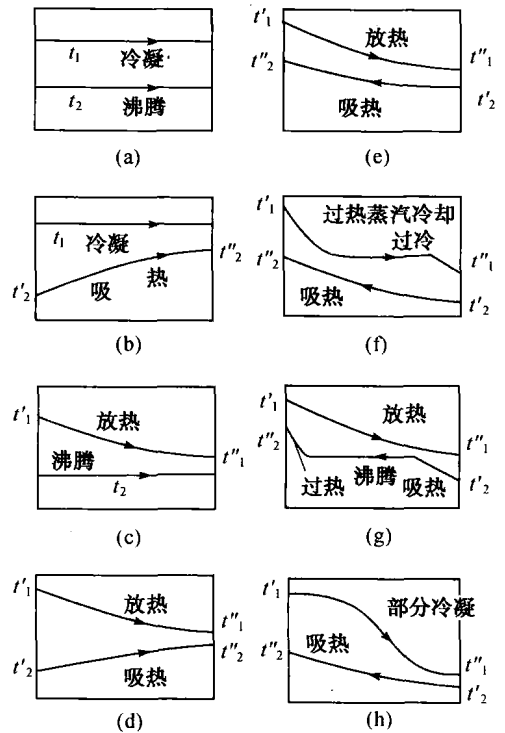 t₁ 冷凝
t₂ 沸腾
(a)
t₁ 冷凝
t″₂
吸 热
t′₂
(b)
t′₁
放热
t″₁
沸腾
t₂
(c)
t′₁
放热
t″₁
t″₂
t′₂
吸热
(d)
t′₁
放热
t″₁
t″₂
吸热
t′₂
(e)
t′₁
过热蒸汽冷却
过冷
t″₁
t″₂
吸热
t′₂
(f)
t′₁
放热
t″₁
t″₂
过热
沸腾
吸热
t′₂
(g)
t′₁
部分冷凝
吸热
t″₂
t″₁
t′₂
(h)